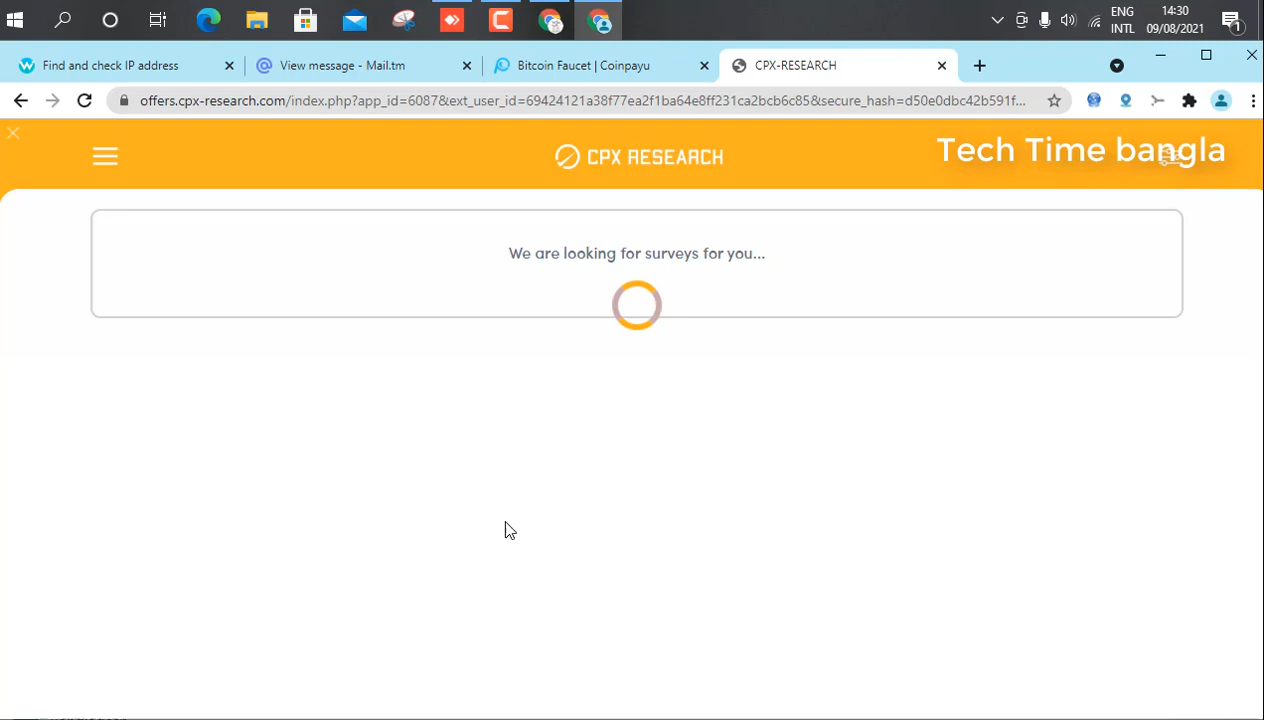 ENG
INTL
14:30
09/08/2021
1
Find and check IP address
View message - Mail.tm
Bitcoin Faucet | Coinpayu
CPX-RESEARCH
offers.cpx-research.com/index.php?app_id=6087&ext_user_id=69424121a38f77ea2f1ba64e8ff231ca2bcb6c85&secure_hash=d50e0dbc42b591f...
CPX RESEARCH
Tech Time bangla
We are looking for surveys for you...